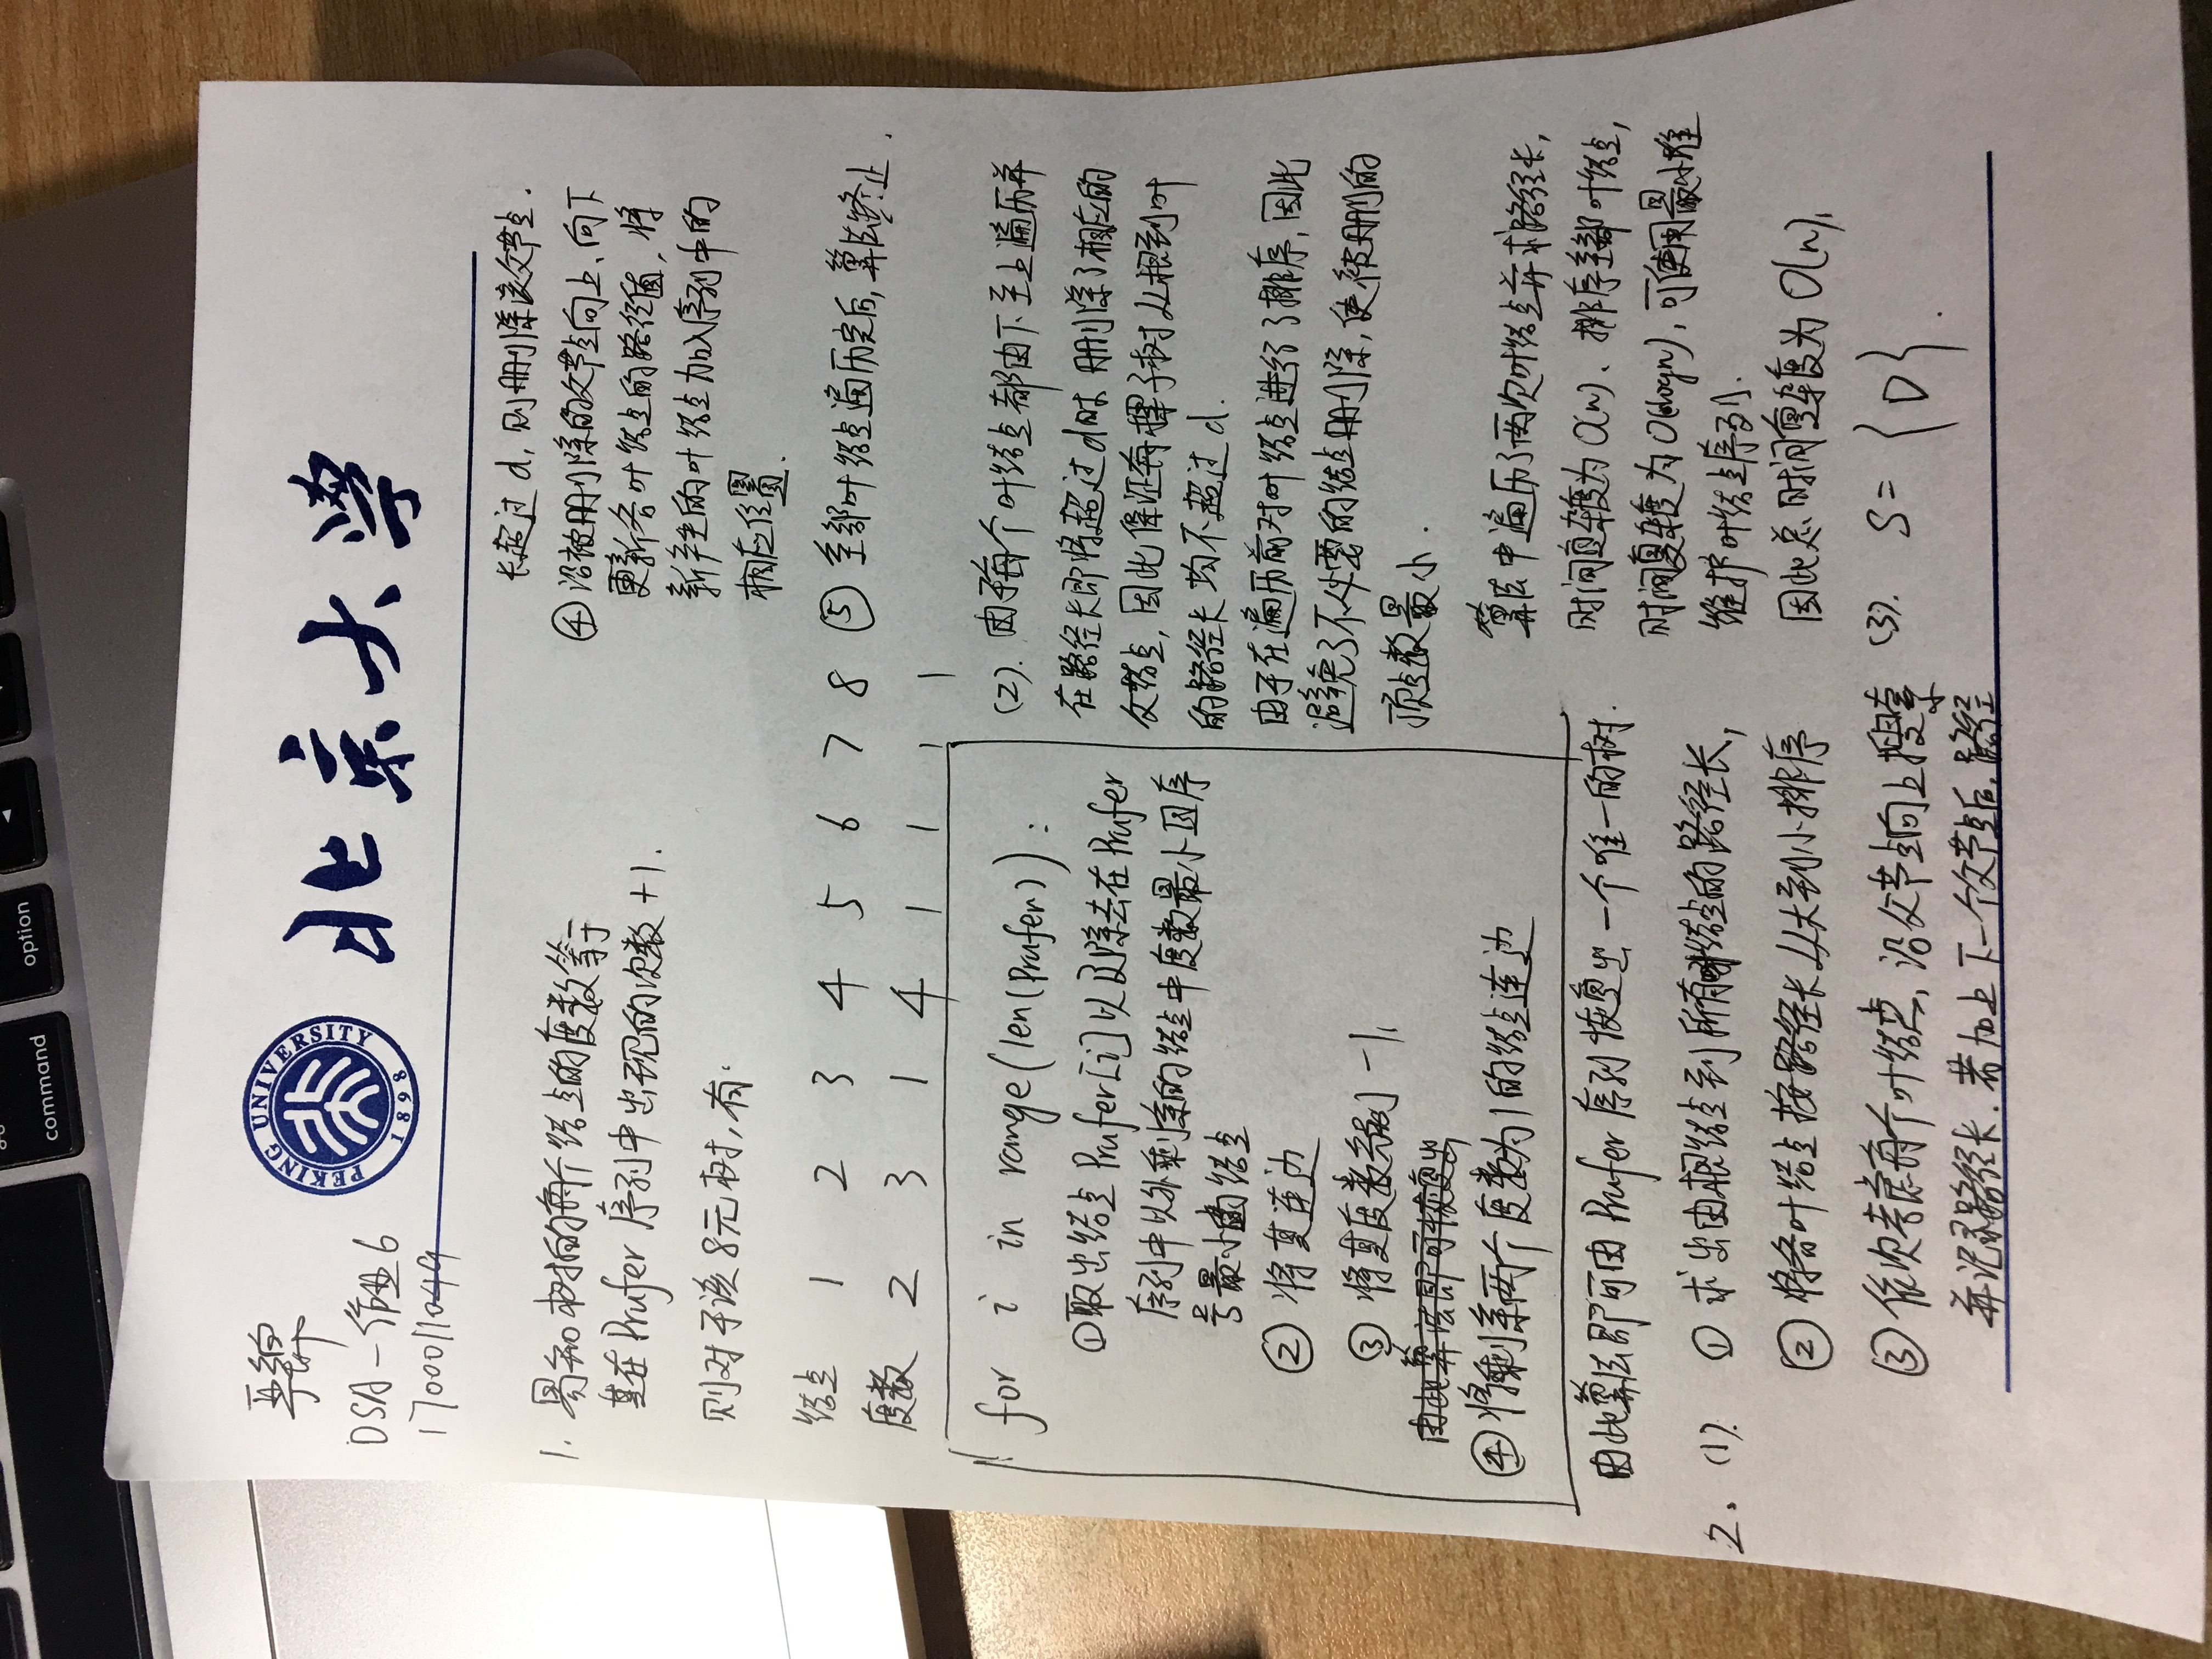 command
option
DSA-作业6
1700011049
PEKING UNIVERSITY
1898
北京大学
1. 易知树的每个结点的度数等于
其在Prufer序列中出现的次数+1.
则对于该8元树,有:
结点 1 2 3 4 5 6 7 8
度数 2 3 1 4 1 1 1 1
for i in range(len(Prufer)):
①取出结点Prufer[i]以及除去在Prufer
序列中以外剩余的结点中度数最小且序
号最小的结点
② 将其连边
③ 将其度数分别-1,
由此算法即可恢复出
④将剩余两个度数为1的结点连边
由此算法即可由Prufer序列恢复出一个唯一的树.
2. (1). ① 求出由根结点到所有叶结点的路径长,
② 将各叶结点按路径长从大到小排序
③ 依次考虑每个叶结点,沿父节点向上搜索
并记录路径长.若加上下一个父节点后,路径
长超过d,则删除该父节点.
④ 沿被删除的父节点向上、向下
更新各叶结点的路径值,将
新产生的叶结点加入序列中的
相应位置.
⑤ 全部叶结点遍历完后,算法终止.
(2). 由于每个叶结点都由下至上遍历并
在路径长即将超过d时删除了相应的
父节点,因此保证每棵子树从根到叶
的路径长均不超过d.
由于在遍历前对叶结点进行了排序,因此
避免了不必要的结点删除,使被删的
顶点数最小.
算法中遍历了两次叶结点并求路径长,
时间复杂度为O(n)、排序全部叶结点,
时间复杂度为O(logn),可使用最小堆
维护叶结点序列.
因此总时间复杂度为O(n).
(3). S={D}.